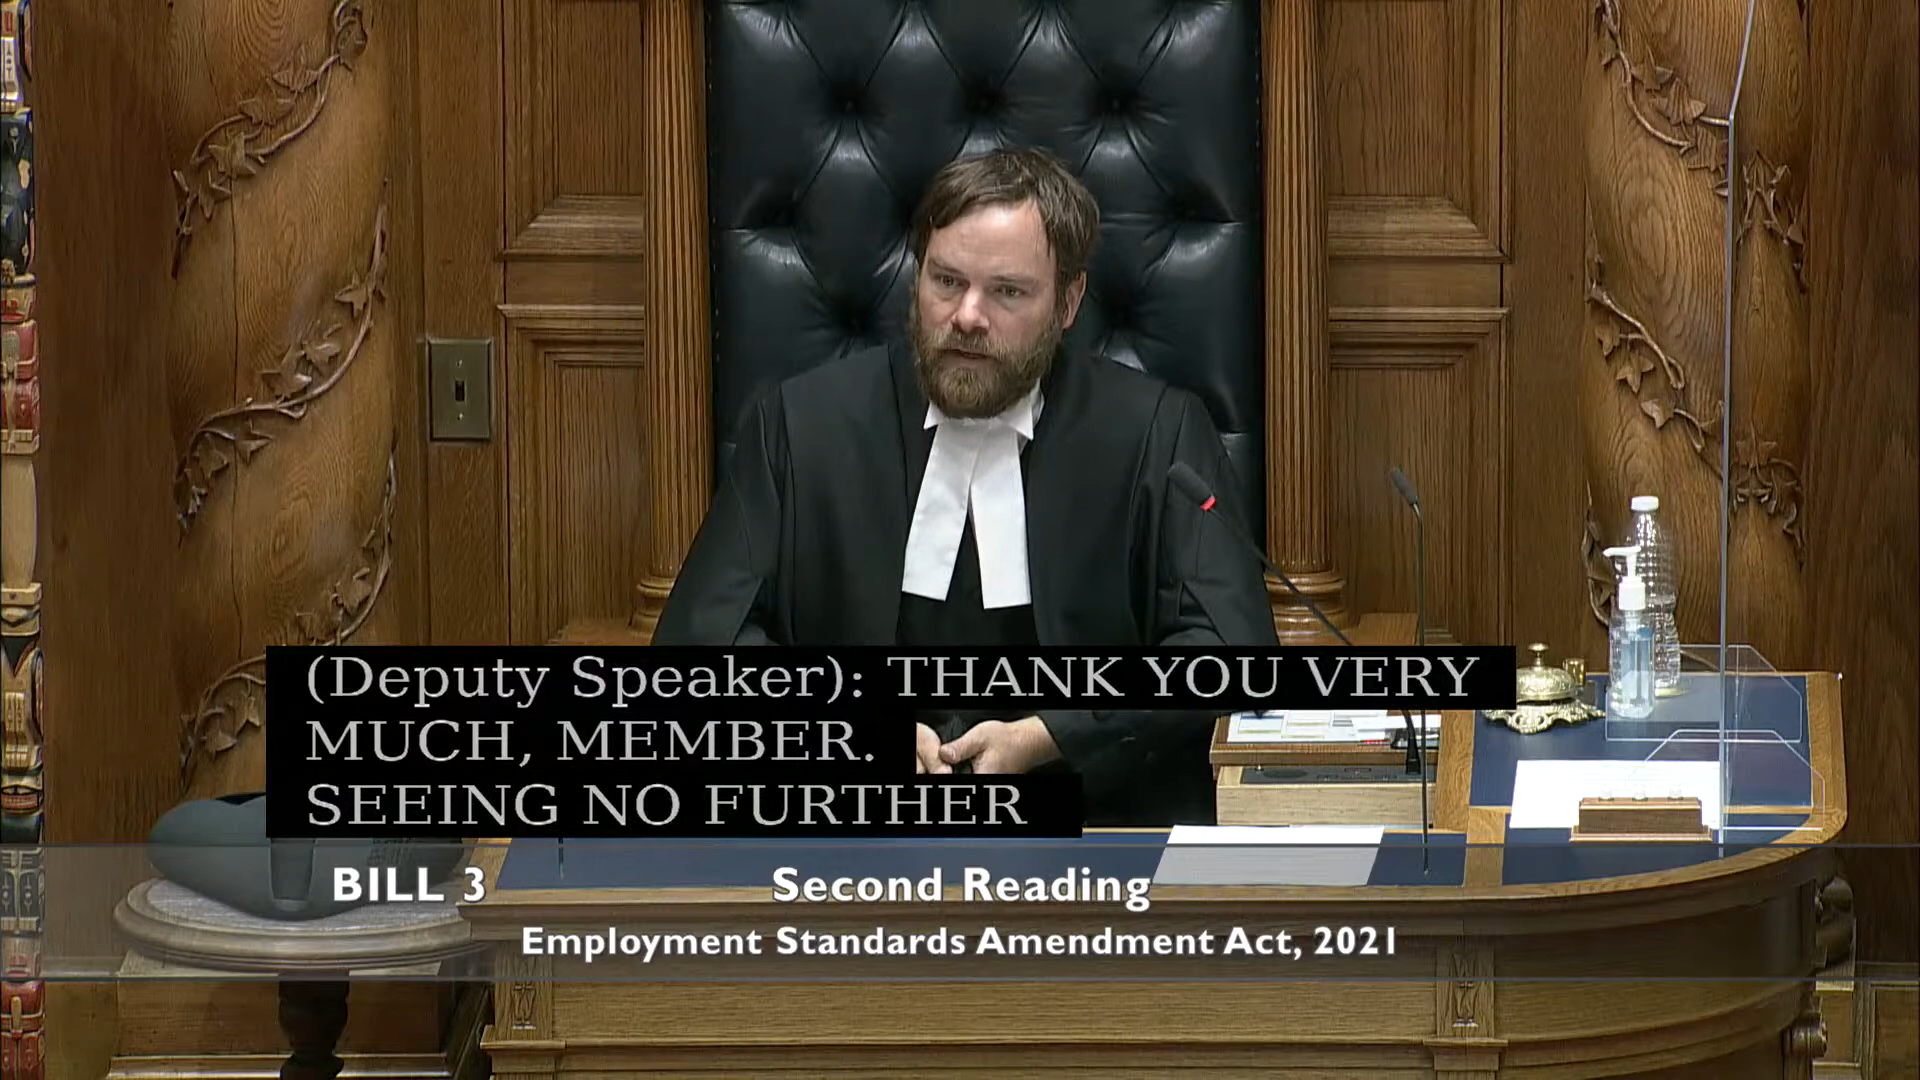 (Deputy Speaker): THANK YOU VERY
MUCH, MEMBER.
SEEING NO FURTHER
BILL 3 Second Reading
Employment Standards Amendment Act, 2021